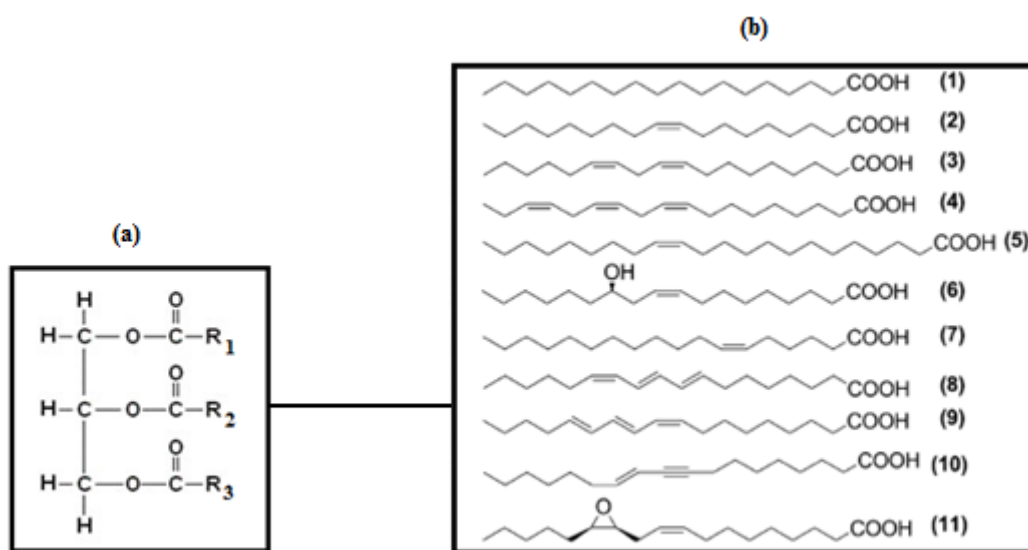 (b)
COOH (1)
COOH (2)
COOH (3)
COOH (4)
COOH (5)
OH
COOH (6)
COOH (7)
COOH (8)
COOH (9)
COOH (10)
O
COOH (11)
(a)
H O
H-C-O-C-R1
O
H-C-O-C-R2
O
H-C-O-C-R3
H